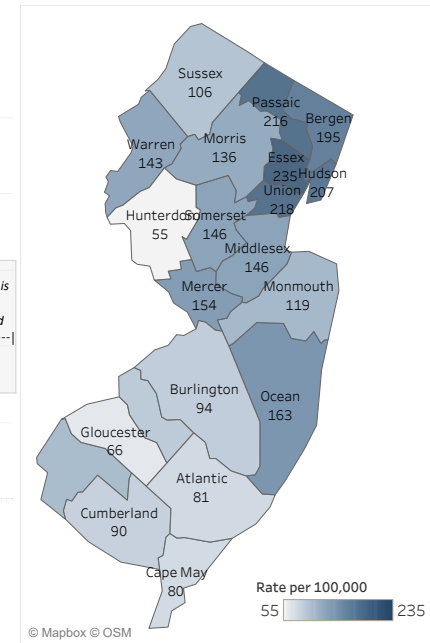 Sussex
106
Passaic
216
Bergen
195
Warren
143
Morris
136
Essex
235
Hudson
207
Union
218
Hunterdon
55
Somerset
146
Middlesex
146
Mercer
154
Monmouth
119
Burlington
94
Ocean
163
Gloucester
66
Atlantic
81
Cumberland
90
Cape May
80
is
d
---|
Rate per 100,000
55 235
© Mapbox © OSM